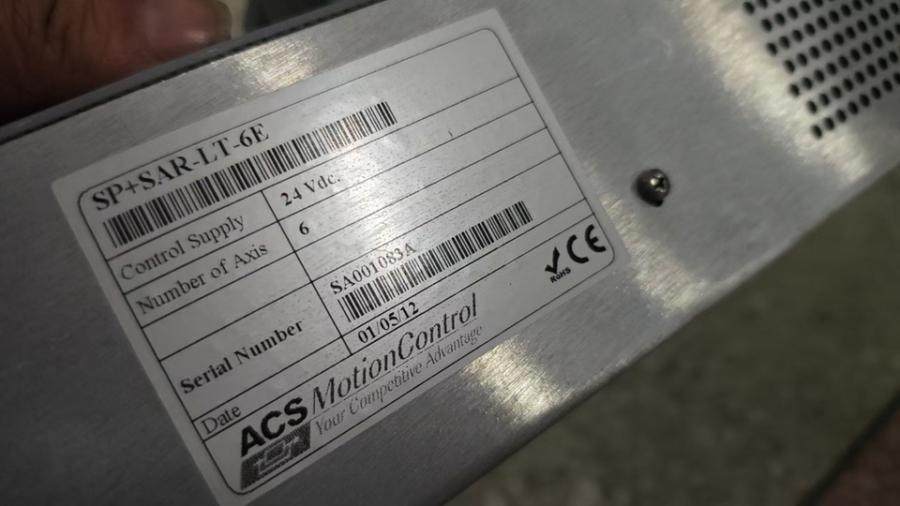 SP+SAR-LT-6E
Control Supply 24 Vdc.
Number of Axis 6
Serial Number SA001083A
Date 01/05/12
ACS MotionControl
Your Competitive Advantage
RoHS CE